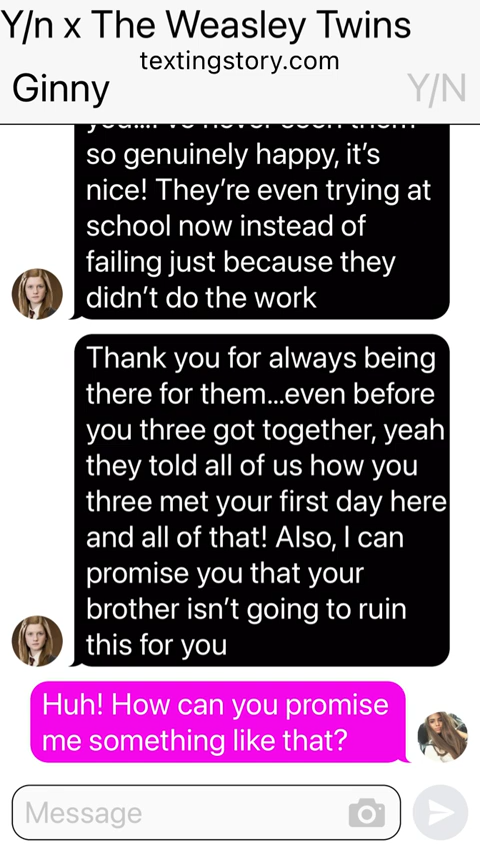 Y/n x The Weasley Twins
textingstory.com
Ginny
Y/N
so genuinely happy, it’s
nice! They’re even trying at
school now instead of
failing just because they
didn’t do the work
Thank you for always being
there for them...even before
you three got together, yeah
they told all of us how you
three met your first day here
and all of that! Also, I can
promise you that your
brother isn’t going to ruin
this for you
Huh! How can you promise
me something like that?
Message